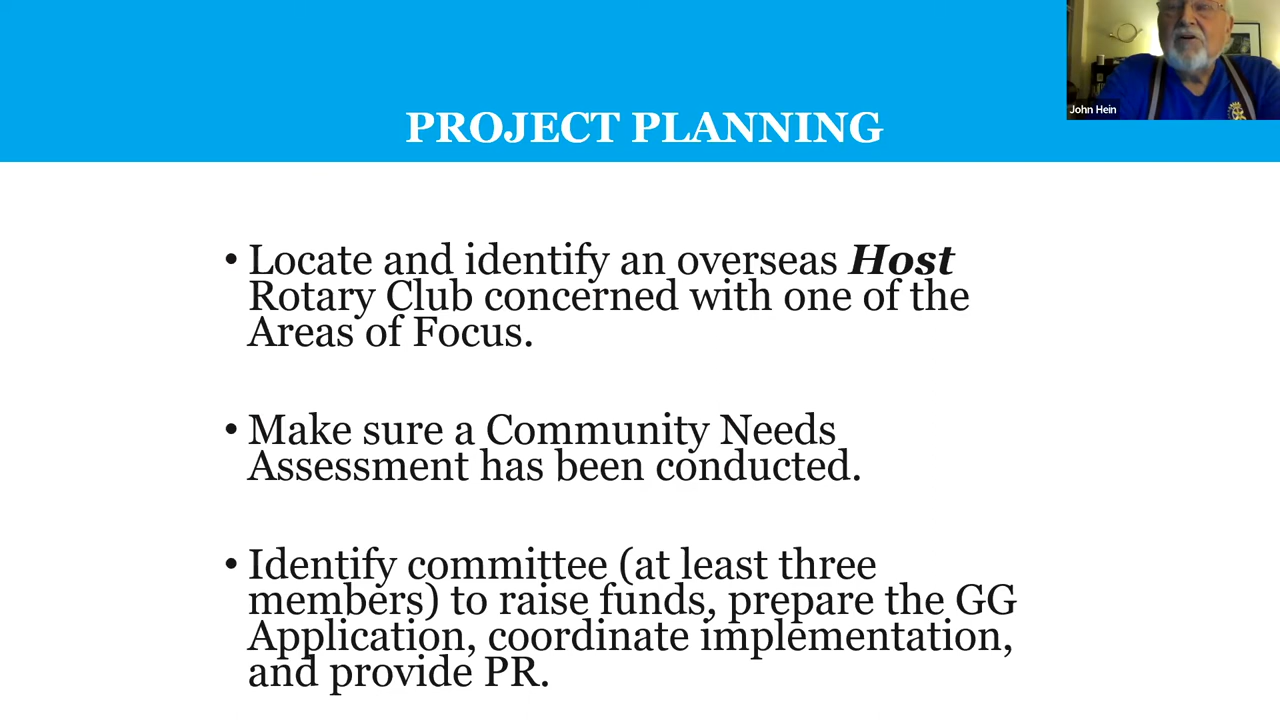 John Hein
PROJECT PLANNING
• Locate and identify an overseas Host
Rotary Club concerned with one of the
Areas of Focus.
• Make sure a Community Needs
Assessment has been conducted.
• Identify committee (at least three
members) to raise funds, prepare the GG
Application, coordinate implementation,
and provide PR.